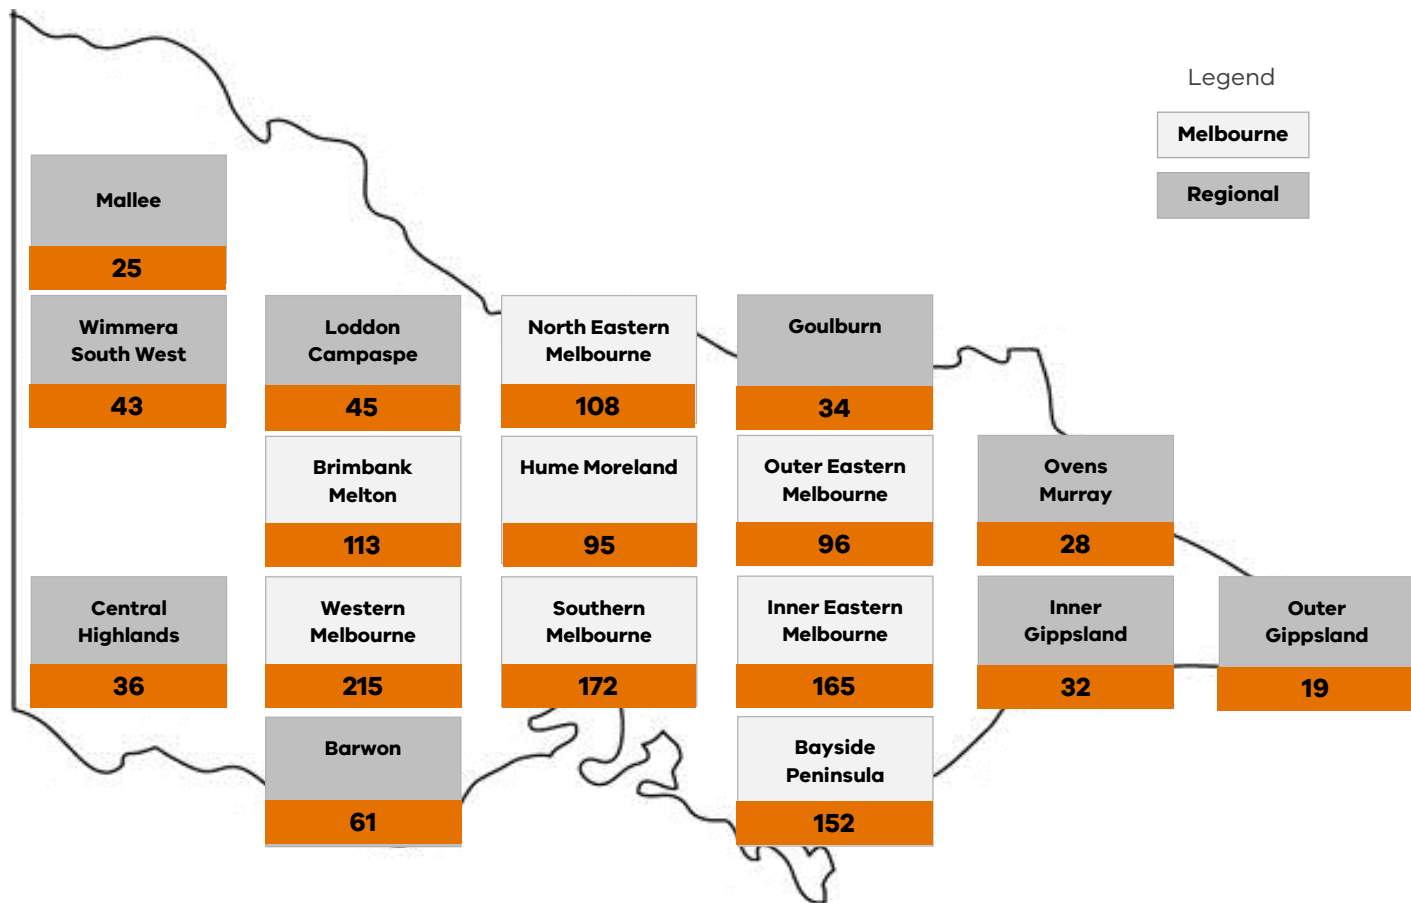 Legend
Melbourne
Regional
Mallee
25
Wimmera
South West
43
Loddon
Campaspe
45
North Eastern
Melbourne
108
Goulburn
34
Brimbank
Melton
113
Hume Moreland
95
Outer Eastern
Melbourne
96
Ovens
Murray
28
Central
Highlands
36
Western
Melbourne
215
Southern
Melbourne
172
Inner Eastern
Melbourne
165
Inner
Gippsland
32
Outer
Gippsland
19
Barwon
61
Bayside
Peninsula
152